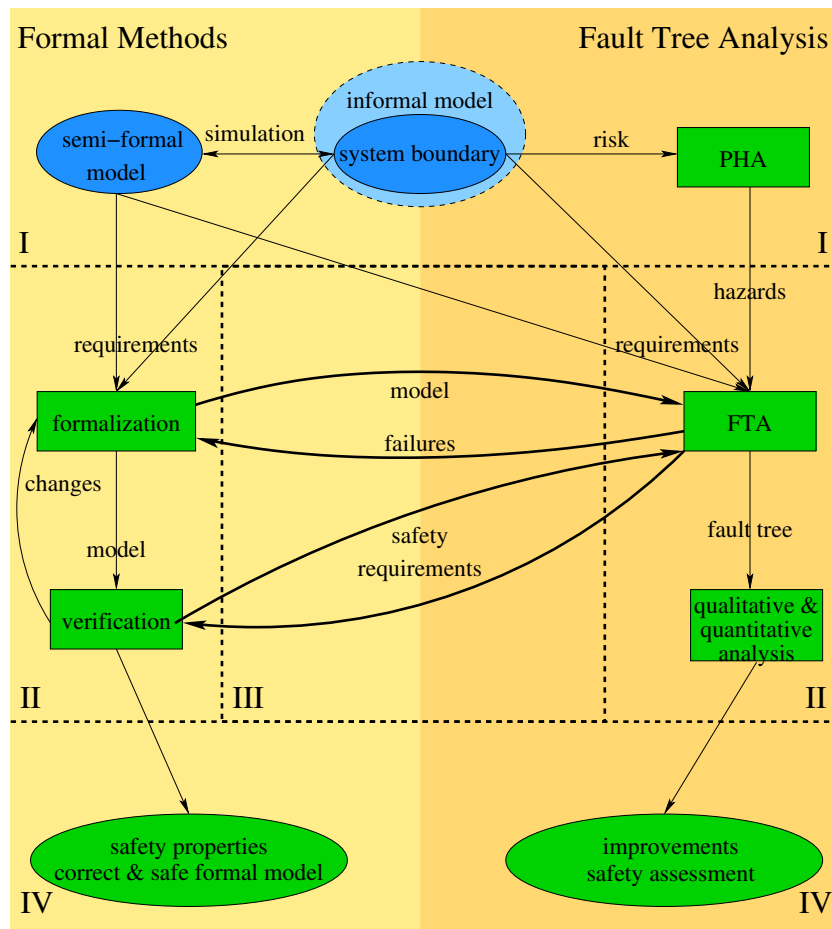 Formal Methods
Fault Tree Analysis
informal model
semi−formal
model
simulation
system boundary
risk
PHA
I
I
hazards
requirements
requirements
formalization
model
FTA
failures
changes
model
safety
requirements
fault tree
verification
qualitative &
quantitative
analysis
II
III
II
safety properties
correct & safe formal model
improvements
safety assessment
IV
IV